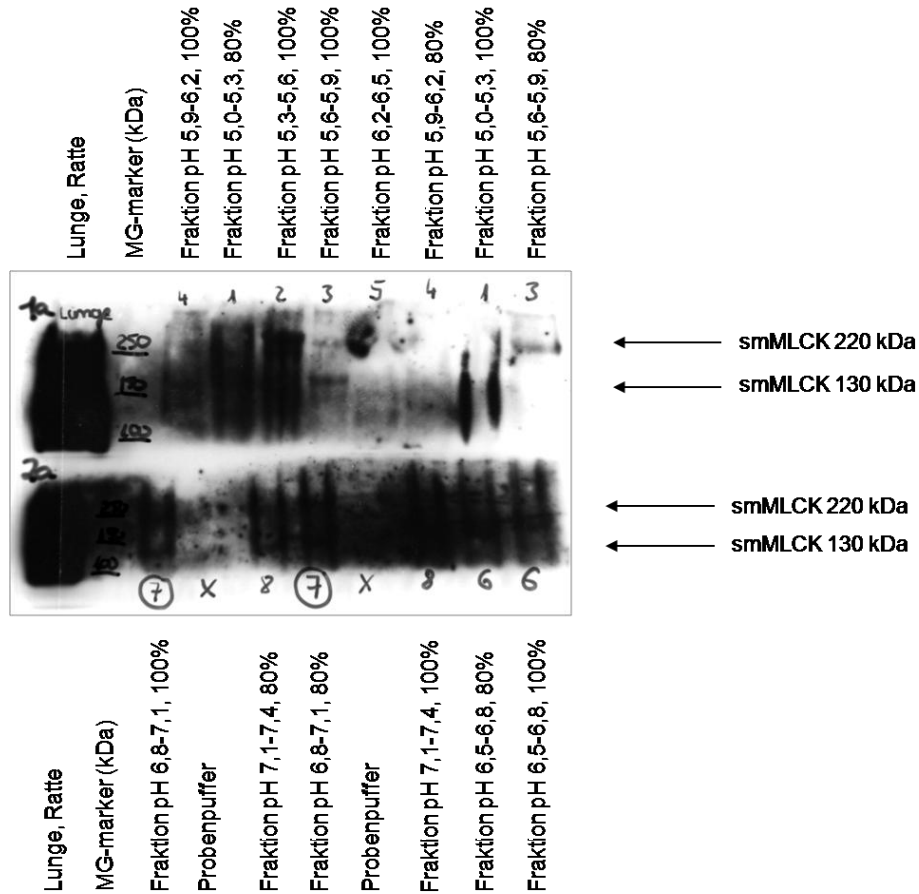 Lunge, Ratte
MG-marker (kDa)
Fraktion pH 5,9-6,2, 100%
Fraktion pH 5,0-5,3, 80%
Fraktion pH 5,3-5,6, 100%
Fraktion pH 5,6-5,9, 100%
Fraktion pH 6,2-6,5, 100%
Fraktion pH 5,9-6,2, 80%
Fraktion pH 5,0-5,3, 100%
Fraktion pH 5,6-5,9, 80%
1a Lunge 4 1 2 3 5 4 1 3
250
smMLCK 220 kDa
smMLCK 130 kDa
2a
smMLCK 220 kDa
smMLCK 130 kDa
7 X 8 7 X 8 6 6
Lunge, Ratte
MG-marker (kDa)
Fraktion pH 6,8-7,1, 100%
Probenpuffer
Fraktion pH 7,1-7,4, 80%
Fraktion pH 6,8-7,1, 80%
Probenpuffer
Fraktion pH 7,1-7,4, 100%
Fraktion pH 6,5-6,8, 80%
Fraktion pH 6,5-6,8, 100%